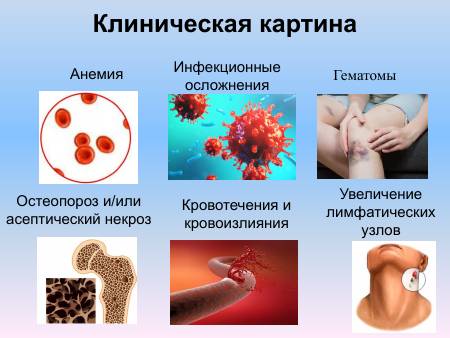 Клиническая картина
Анемия
Инфекционные
осложнения
Гематомы
Остеопороз и/или
асептический некроз
Кровотечения и
кровоизлияния
Увеличение
лимфатических
узлов